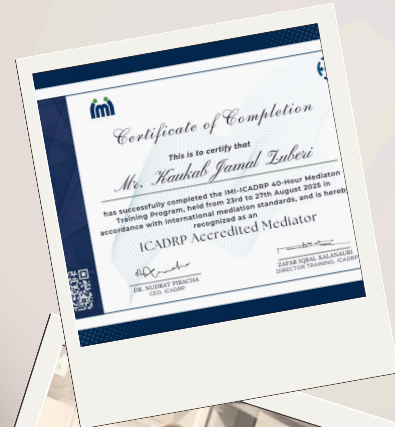 imi
Certificate of Completion
This is to certify that
Mr. Kaukab Jamal Zuberi
has successfully completed the IMI-ICADRP 40-Hour Mediaton
Training Program, held from 23rd to 27th August 2025 in
accordance with international mediation standards, and is hereby
recognized as an
ICADRP Accredited Mediator
DR. NUDRAT PIRACHA
CEO, ICADRP
ZAFAR IQBAL KALANAURI
DIRECTOR TRAINING, ICADRP